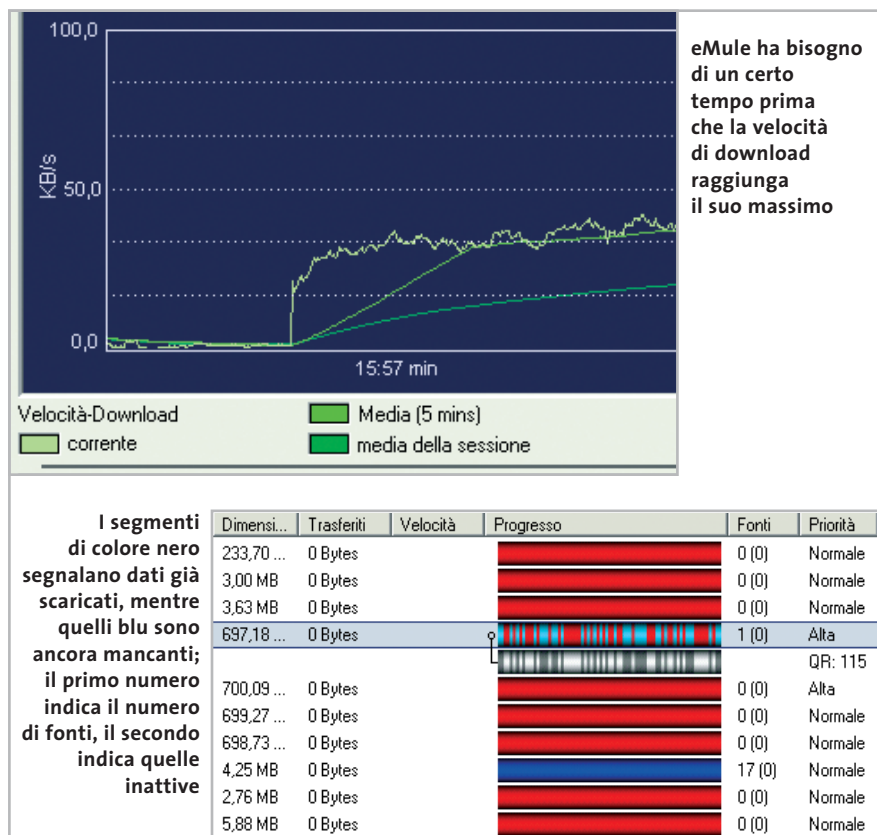 100,0
KB/s
50,0
0,0
15:57 min
Velocità-Download
Media (5 mins)
corrente
media della sessione
eMule ha bisogno
di un certo
tempo prima
che la velocità
di download
raggiunga
il suo massimo
I segmenti
di colore nero
segnalano dati già
scaricati, mentre
quelli blu sono
ancora mancanti;
il primo numero
indica il numero
di fonti, il secondo
indica quelle
inattive
Dimensi... Trasferiti Velocità Progresso Fonti Priorità
233,70 ... 0 Bytes 0 (0) Normale
3,00 MB 0 Bytes 0 (0) Normale
3,63 MB 0 Bytes 0 (0) Normale
697,18 ... 0 Bytes 1 (0) Alta
QR: 115
700,09 ... 0 Bytes 0 (0) Alta
699,27 ... 0 Bytes 0 (0) Normale
698,73 ... 0 Bytes 0 (0) Normale
4,25 MB 0 Bytes 17 (0) Normale
2,76 MB 0 Bytes 0 (0) Normale
5,88 MB 0 Bytes 0 (0) Normale